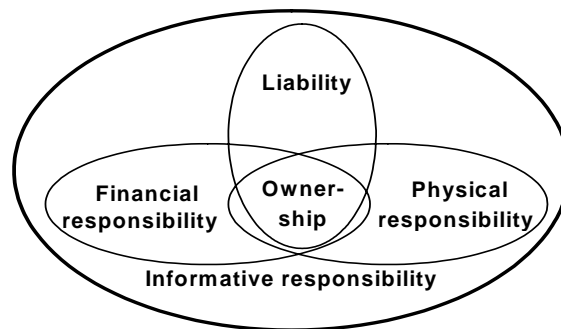 Liability
Financial
responsibility
Owner-
ship
Physical
responsibility
Informative responsibility